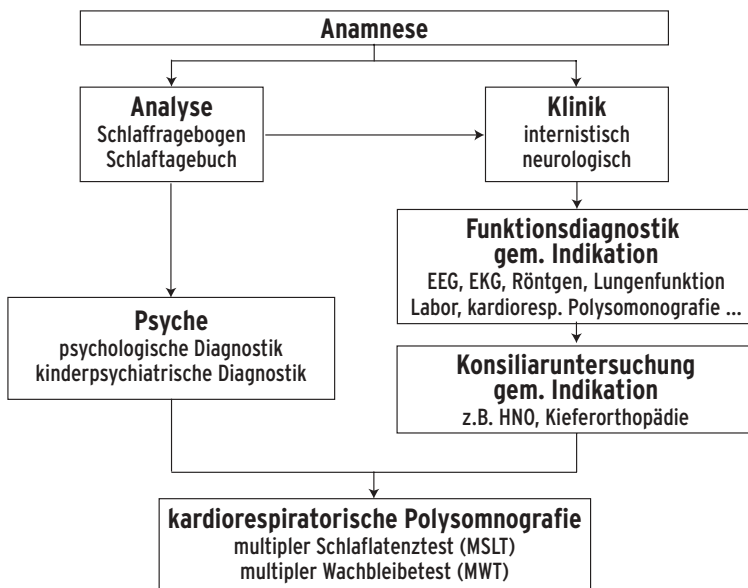 Anamnese
Analyse
Schlaffragebogen
Schlaftagebuch
Klinik
internistisch
neurologisch
Funktionsdiagnostik
gem. Indikation
EEG, EKG, Röntgen, Lungenfunktion
Labor, kardioresp. Polysomonografie ...
Psyche
psychologische Diagnostik
kinderpsychiatrische Diagnostik
Konsiliaruntersuchung
gem. Indikation
z.B. HNO, Kieferorthopädie
kardiorespiratorische Polysomnografie
multipler Schlaflatenztest (MSLT)
multipler Wachbleibetest (MWT)